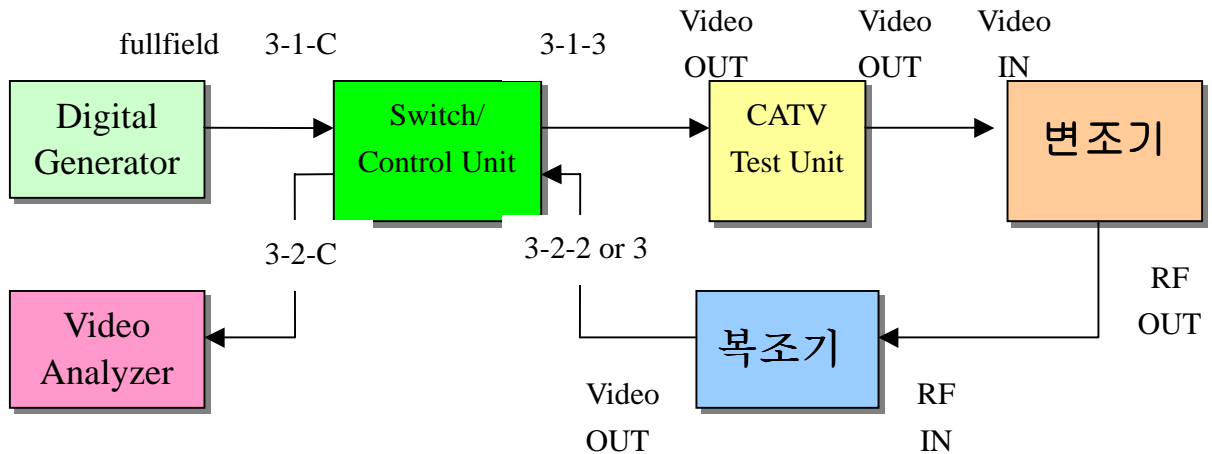 Video
OUT
Video
OUT
Video
IN
fullfield
3-1-C
3-1-3
Digital
Generator
Switch/
Control Unit
CATV
Test Unit
변조기
3-2-C
3-2-2 or 3
RF
OUT
Video
Analyzer
복조기
Video
OUT
RF
IN